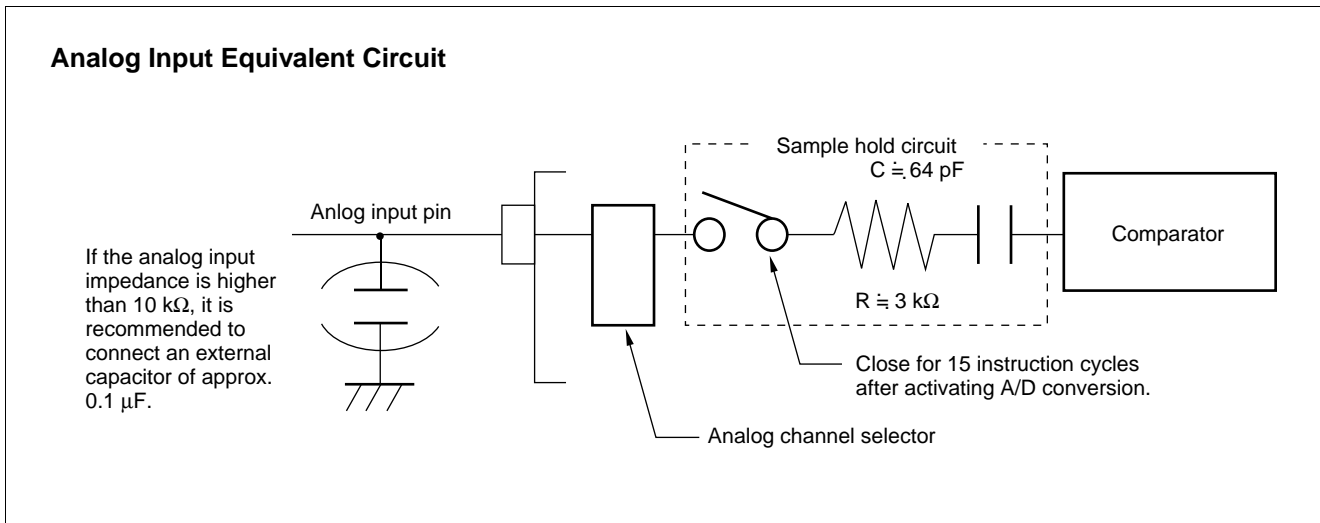 Analog Input Equivalent Circuit
Sample hold circuit
C ≒ 64 pF
Anlog input pin
Comparator
If the analog input
impedance is higher
than 10 kΩ, it is
recommended to
connect an external
capacitor of approx.
0.1 μF.
R ≒ 3 kΩ
Close for 15 instruction cycles
after activating A/D conversion.
Analog channel selector